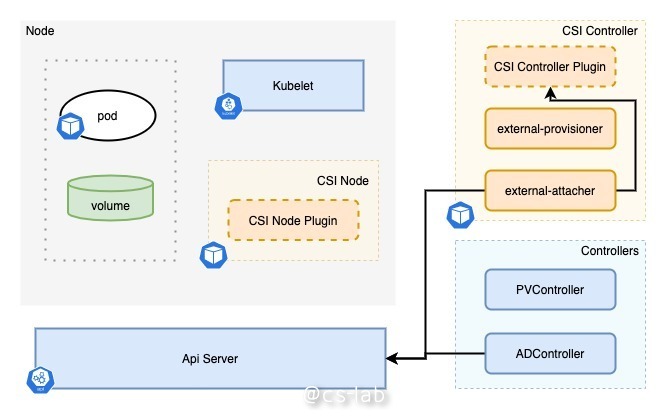 Node
CSI Controller
CSI Controller Plugin
pod
Kubelet
external-provisioner
CSI Node
external-attacher
volume
CSI Node Plugin
Controllers
PVController
Api Server
ADController
@cs-lab